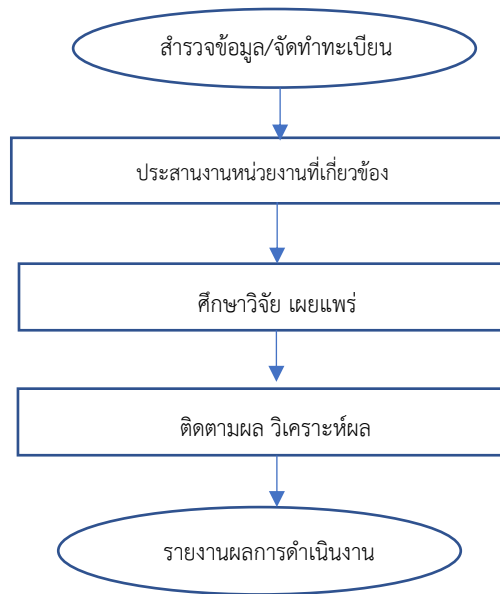 สำรวจข้อมูล/จัดทำทะเบียน
ประสานงานหน่วยงานที่เกี่ยวข้อง
ศึกษาวิจัย เผยแพร่
ติดตามผล วิเคราะห์ผล
รายงานผลการดำเนินงาน